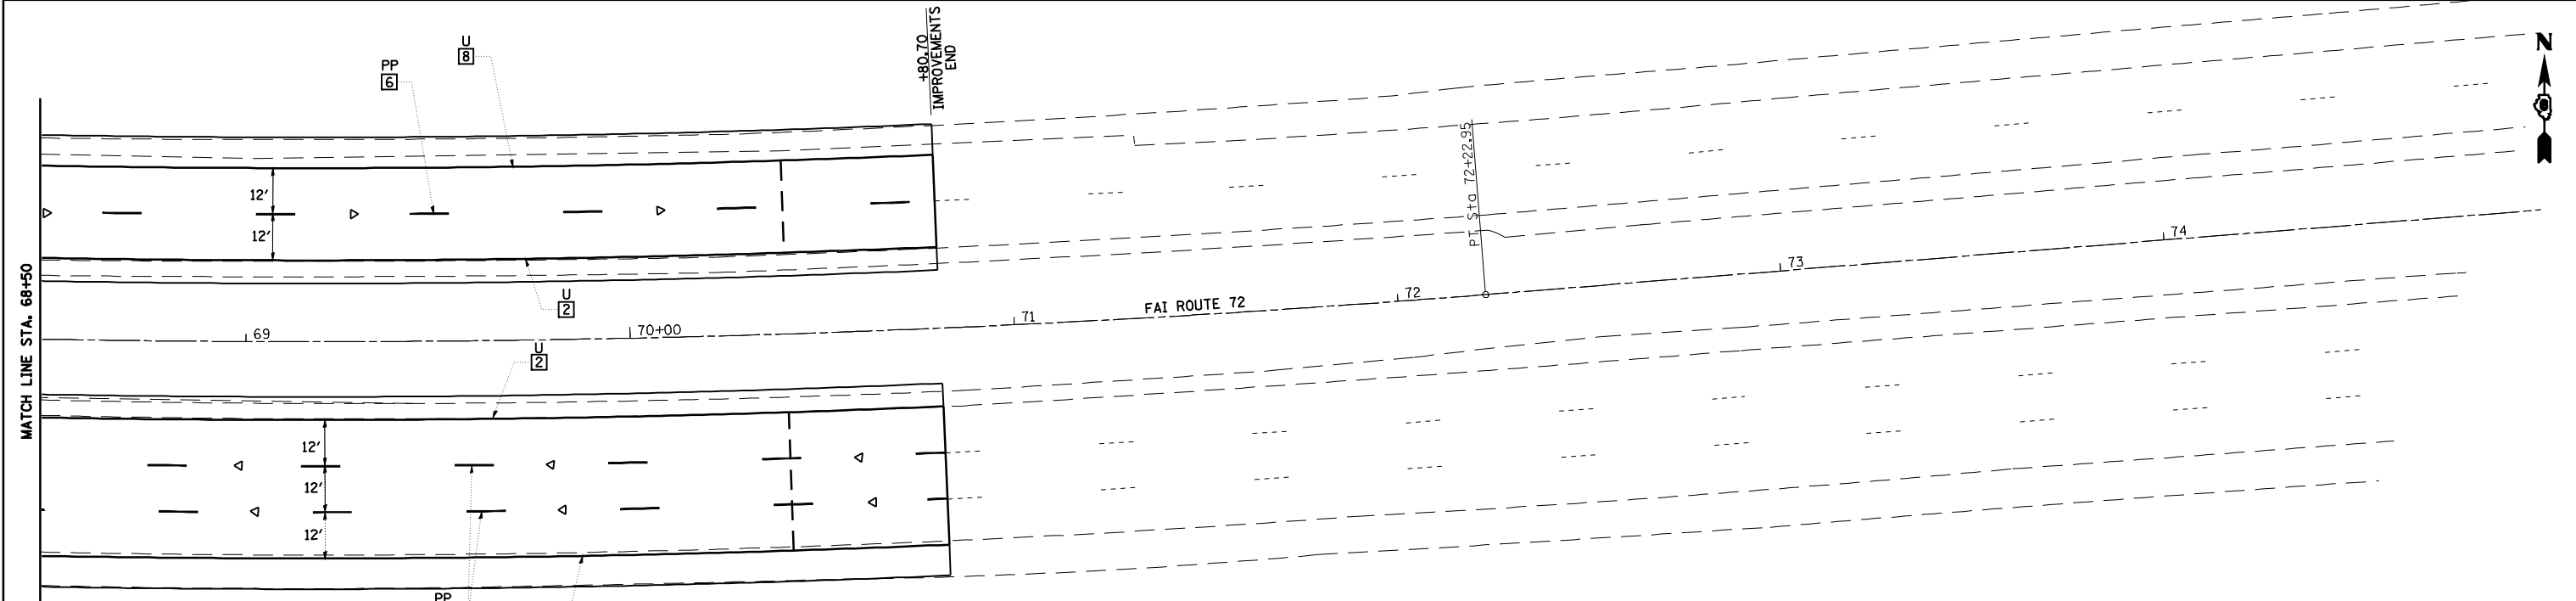 +80.70
IMPROVEMENTS
END
N
U
8
PP
6
12'
12'
PT Sta 72+22.95
MATCH LINE STA. 68+50
U
2
69
70+00
71
FAI ROUTE 72
72
73
74
U
2
12'
12'
12'
PP